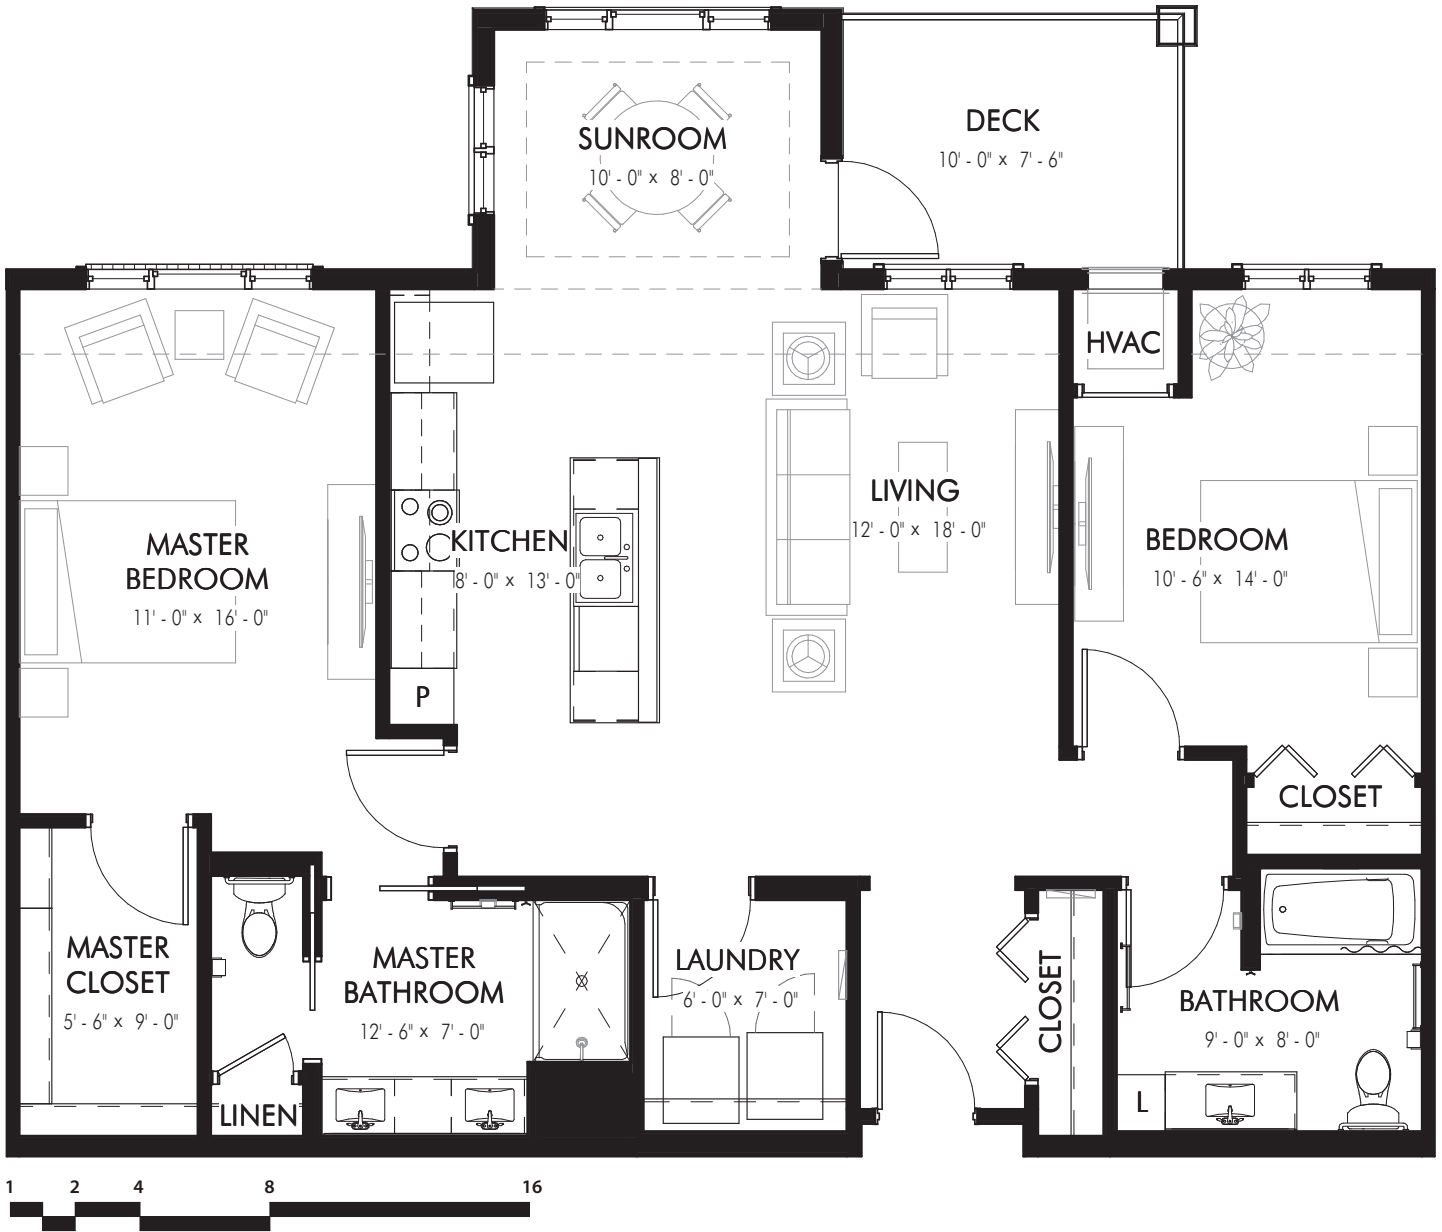 SUNROOM
10' - 0" x 8' - 0"
DECK
10' - 0" x 7' - 6"
HVAC
MASTER
BEDROOM
11' - 0" x 16' - 0"
KITCHEN
8' - 0" x 13' - 0"
P
LIVING
12' - 0" x 18' - 0"
BEDROOM
10' - 6" x 14' - 0"
CLOSET
MASTER
CLOSET
5' - 6" x 9' - 0"
MASTER
BATHROOM
12' - 6" x 7' - 0"
LINEN
LAUNDRY
6' - 0" x 7' - 0"
CLOSET
BATHROOM
9' - 0" x 8' - 0"
L
1 2 4 8 16